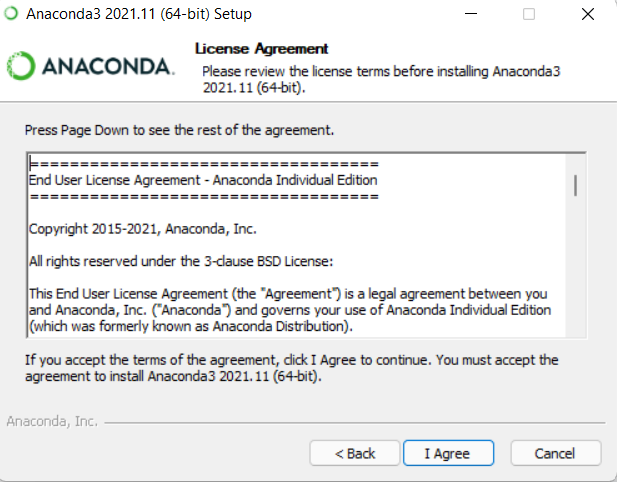 Anaconda3 2021.11 (64-bit) Setup
ANACONDA.
License Agreement
Please review the license terms before installing Anaconda3
2021.11 (64-bit).
Press Page Down to see the rest of the agreement.
===================================
End User License Agreement - Anaconda Individual Edition
===================================
Copyright 2015-2021, Anaconda, Inc.
All rights reserved under the 3-clause BSD License:
This End User License Agreement (the "Agreement") is a legal agreement between you
and Anaconda, Inc. ("Anaconda") and governs your use of Anaconda Individual Edition
(which was formerly known as Anaconda Distribution).
If you accept the terms of the agreement, click I Agree to continue. You must accept the
agreement to install Anaconda3 2021.11 (64-bit).
Anaconda, Inc.
< Back
I Agree
Cancel